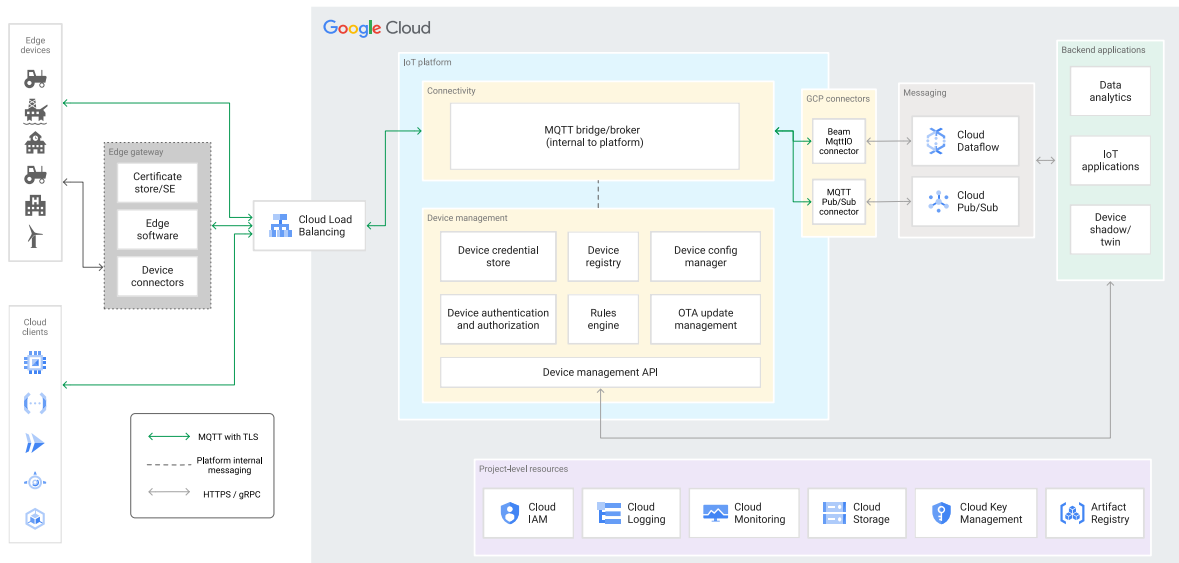 Edge
devices
Edge gateway
Certificate
store/SE
Edge
software
Device
connectors
Cloud
clients
Cloud Load
Balancing
MQTT with TLS
Platform internal
messaging
HTTPS / gRPC
Google Cloud
IoT platform
Connectivity
MQTT bridge/broker
(internal to platform)
Device management
Device credential
store
Device
registry
Device config
manager
Device authentication
and authorization
Rules
engine
OTA update
management
Device management API
GCP connectors
Beam
MqttIO
connector
MQTT
Pub/Sub
connector
Messaging
Cloud
Dataflow
Cloud
Pub/Sub
Backend applications
Data
analytics
IoT
applications
Device
shadow/
twin
Project-level resources
Cloud
IAM
Cloud
Logging
Cloud
Monitoring
Cloud
Storage
Cloud Key
Management
Artifact
Registry